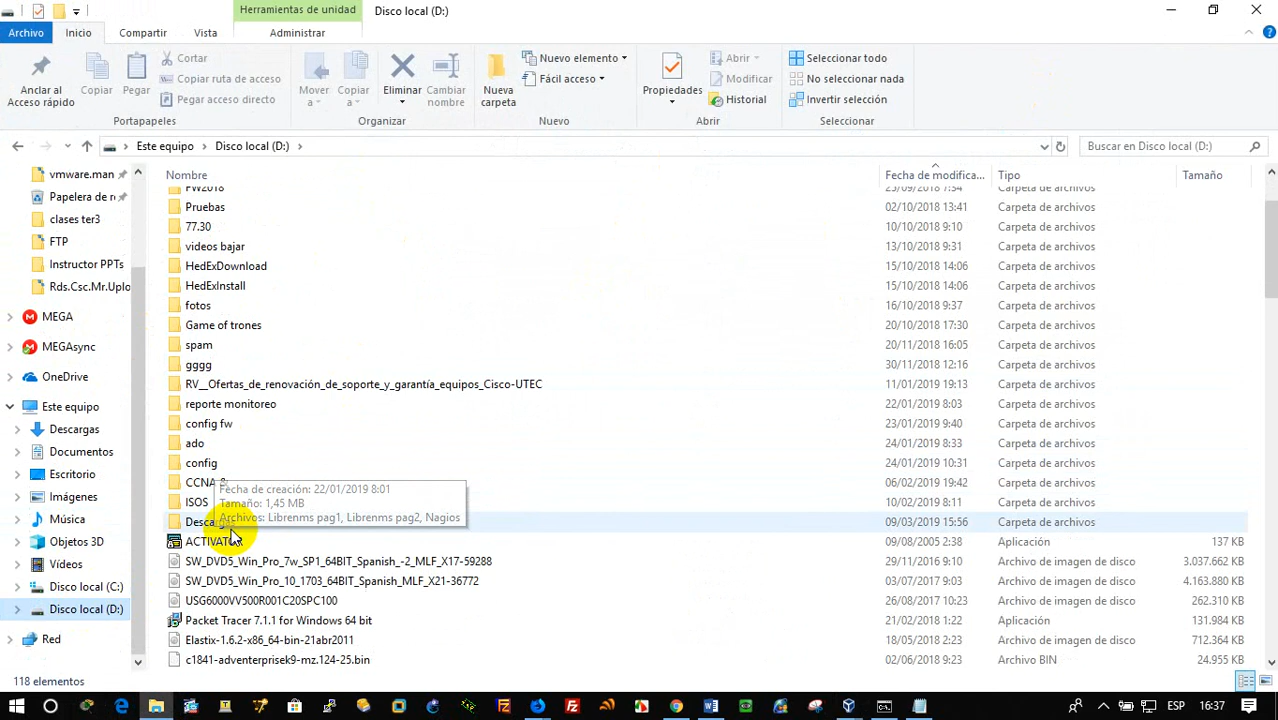 Herramientas de unidad
Disco local (D:)
Archivo
Inicio
Compartir
Vista
Administrar
Anclar al
Acceso rápido
Copiar
Pegar
Cortar
Copiar ruta de acceso
Pegar acceso directo
Portapapeles
Mover
a
Copiar
a
Eliminar
Cambiar
nombre
Organizar
Nueva
carpeta
Nuevo elemento
Fácil acceso
Nuevo
Propiedades
Abrir
Modificar
Historial
Abrir
Seleccionar todo
No seleccionar nada
Invertir selección
Seleccionar
Este equipo > Disco local (D:) >
Buscar en Disco local (D:)
vmware.man
Papelera de r
clases ter3
FTP
Instructor PPTs
Rds.Csc.Mr.Uplo
MEGA
MEGAsync
OneDrive
Este equipo
Descargas
Documentos
Escritorio
Imágenes
Música
Objetos 3D
Vídeos
Disco local (C:)
Disco local (D:)
Red
Nombre Fecha de modifica... Tipo Tamaño
FW2018 25/09/2018 7:34 Carpeta de archivos
Pruebas 02/10/2018 13:41 Carpeta de archivos
77.30 10/10/2018 9:10 Carpeta de archivos
videos bajar 13/10/2018 9:31 Carpeta de archivos
HedExDownload 15/10/2018 14:06 Carpeta de archivos
HedExInstall 15/10/2018 14:06 Carpeta de archivos
fotos 16/10/2018 9:37 Carpeta de archivos
Game of trones 20/10/2018 17:30 Carpeta de archivos
spam 20/11/2018 16:05 Carpeta de archivos
gggg 30/11/2018 12:16 Carpeta de archivos
RV__Ofertas_de_renovación_de_soporte_y_garantía_equipos_Cisco-UTEC 11/01/2019 19:13 Carpeta de archivos
reporte monitoreo 22/01/2019 8:03 Carpeta de archivos
config fw 23/01/2019 9:40 Carpeta de archivos
ado 24/01/2019 8:33 Carpeta de archivos
config 24/01/2019 10:31 Carpeta de archivos
CCNA 06/02/2019 19:42 Carpeta de archivos
ISOS 10/02/2019 8:11 Carpeta de archivos
Descargas 09/03/2019 15:56 Carpeta de archivos
Fecha de creación: 22/01/2019 8:01
Tamaño: 1,45 MB
Archivos: Librenms pag1, Librenms pag2, Nagios
ACTIVATOR 09/08/2005 2:38 Aplicación 137 KB
SW_DVD5_Win_Pro_7w_SP1_64BIT_Spanish_-2_MLF_X17-59288 29/11/2016 9:10 Archivo de imagen de disco 3.037.662 KB
SW_DVD5_Win_Pro_10_1703_64BIT_Spanish_MLF_X21-36772 03/07/2017 9:03 Archivo de imagen de disco 4.163.880 KB
USG6000VV500R001C20SPC100 26/08/2017 10:23 Archivo de imagen de disco 262.310 KB
Packet Tracer 7.1.1 for Windows 64 bit 21/02/2018 1:22 Aplicación 131.984 KB
Elastix-1.6.2-x86_64-bin-21abr2011 18/05/2018 2:23 Archivo de imagen de disco 712.364 KB
c1841-adventerprisek9-mz.124-25.bin 02/06/2018 9:23 Archivo BIN 24.955 KB
118 elementos
ESP 16:37